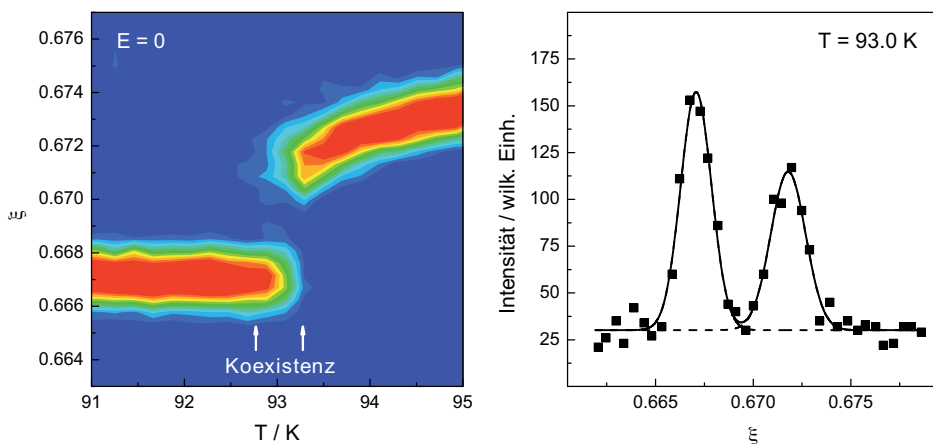 E = 0
0.676
0.674
0.672
0.670
0.668
0.666
0.664
ξ
Koexistenz
91 92 93 94 95
T / K
T = 93.0 K
175
150
125
100
75
50
25
Intensität / wilk. Einh.
0.665 0.670 0.675
ξ